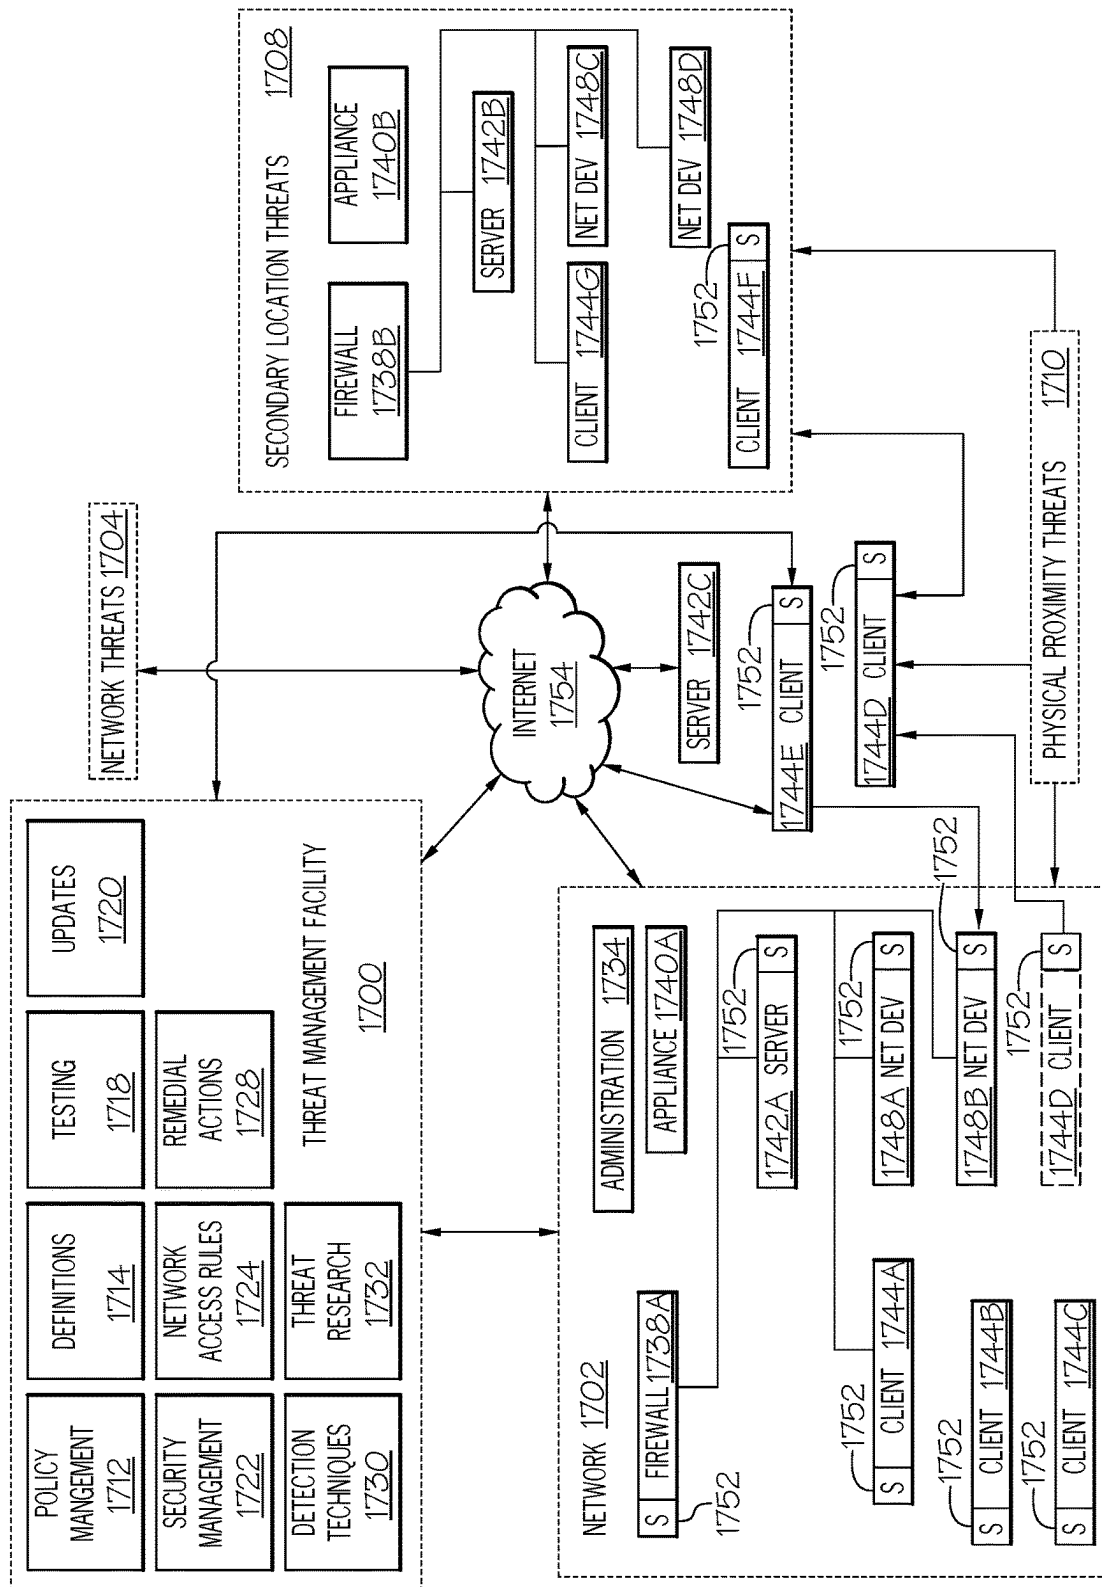 POLICY
MANGEMENT
1712
DEFINITIONS
1714
TESTING
1718
UPDATES
1720
SECURITY
MANAGEMENT
1722
NETWORK
ACCESS RULES
1724
REMEDIAL
ACTIONS
1728
DETECTION
TECHNIQUES
1730
THREAT
RESEARCH
1732
THREAT MANAGEMENT FACILITY
1700
NETWORK THREATS 1704
INTERNET
1754
SECONDARY LOCATION THREATS 1708
FIREWALL
1738B
APPLIANCE
1740B
SERVER 1742B
CLIENT 1744G
NET DEV 1748C
NET DEV 1748D
1752
CLIENT 1744F S
NETWORK 1702
ADMINISTRATION 1734
APPLIANCE 1740A
S FIREWALL 1738A
1752
1752
1742A SERVER S
1752
S CLIENT 1744A
1752
1748A NET DEV S
1752
1748B NET DEV S
1752
S CLIENT 1744B
1752
S CLIENT 1744C
1752
1744D CLIENT S
SERVER 1742C
1752
1744E CLIENT S
1752
1744D CLIENT S
PHYSICAL PROXIMITY THREATS 1710